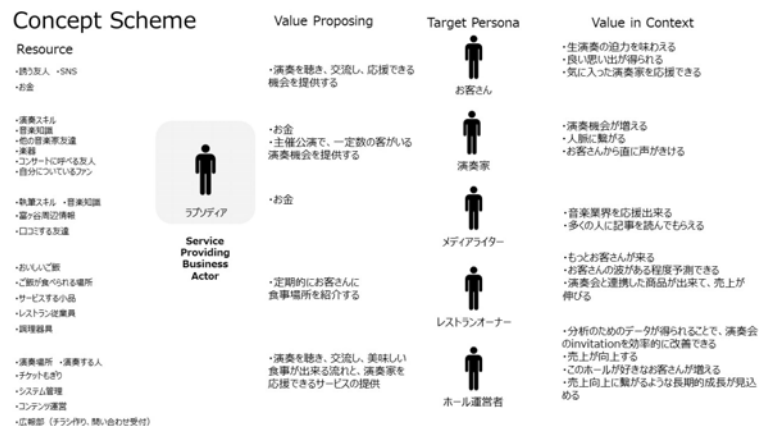 Concept Scheme
Resource
・誘う友人 ・SNS
・お金
・演奏スキル
・音楽知識
・他の音楽家友達
・楽器
・コンサートに呼べる友人
・自分についているファン
・執筆スキル ・音楽知識
・富ヶ谷周辺情報
・口コミする友達
・おいしいご飯
・ご飯が食べられる場所
・サービスする小品
・レストラン従業員
・調理器具
・演奏場所 ・演奏する人
・チケットもぎり
・システム管理
・コンテンツ運営
・広報部（チラシ作り、問い合わせ受付）
ラプソディア
Service
Providing
Business
Actor
Value Proposing
・演奏を聴き、交流し、応援できる
機会を提供する
・お金
・主催公演で、一定数の客がいる
演奏機会を提供する
・お金
・定期的にお客さんに
食事場所を紹介する
・演奏を聴き、交流し、美味しい
食事が出来る流れと、演奏家を
応援できるサービスの提供
Target Persona
お客さん
演奏家
メディアライター
レストランオーナー
ホール運営者
Value in Context
・生演奏の迫力を味わえる
・良い思い出が得られる
・気に入った演奏家を応援できる
・演奏機会が増える
・人脈に繋がる
・お客さんから直に声がきける
・音楽業界を応援出来る
・多くの人に記事を読んでもらえる
・もっとお客さんが来る
・お客さんの波がある程度予測できる
・演奏会と連携した商品が出来て、売上が
伸びる
・分析のためのデータが得られることで、演奏会
のinvitationを効率的に改善できる
・売上が向上する
・このホールが好きなお客さんが増える
・売上向上に繋がるような長期的成長が見込
める